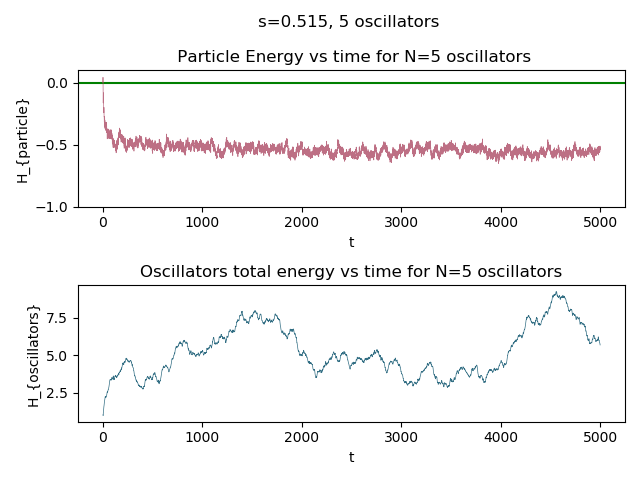 s=0.515, 5 oscillators
Particle Energy vs time for N=5 oscillators
H_{particle}
0.0
−0.5
−1.0
0 1000 2000 3000 4000 5000
t
Oscillators total energy vs time for N=5 oscillators
H_{oscillators}
7.5
5.0
2.5
0 1000 2000 3000 4000 5000
t